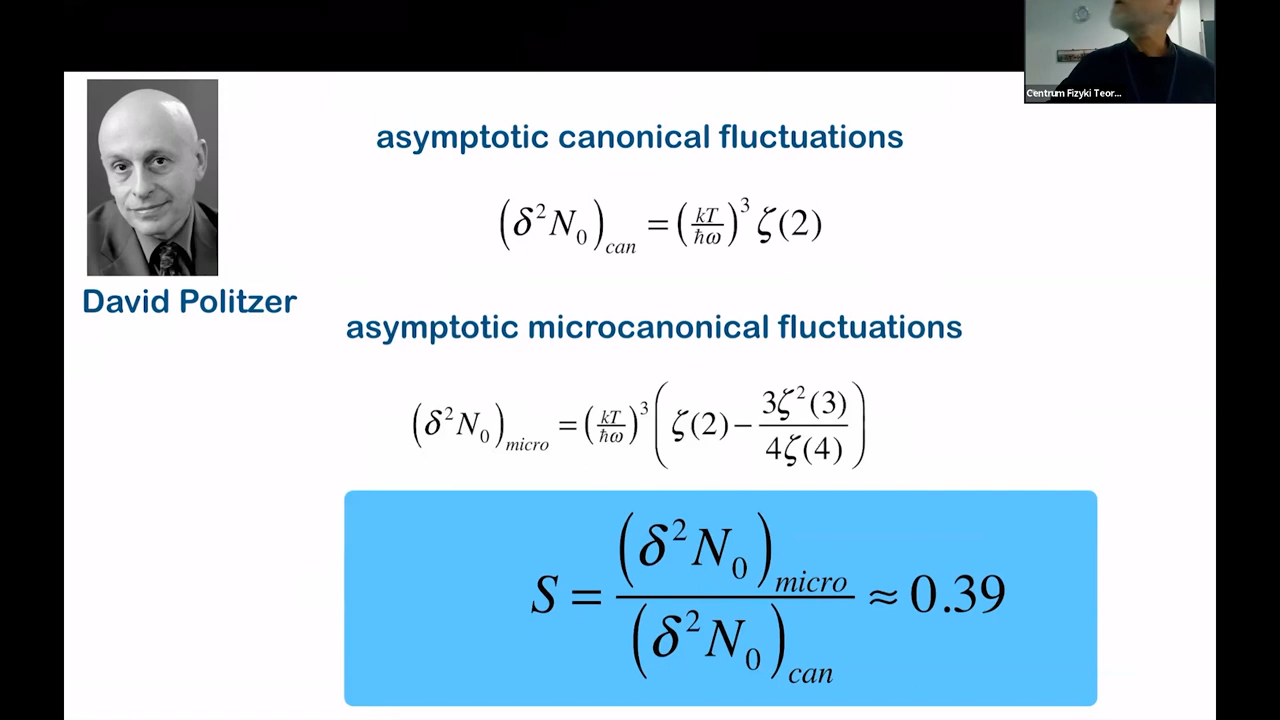 Centrum Fizyki Teor...
asymptotic canonical fluctuations
(δ²N₀)can = (kT/ħω)³ ζ(2)
David Politzer
asymptotic microcanonical fluctuations
(δ²N₀)micro = (kT/ħω)³ (ζ(2) − 3ζ²(3)/4ζ(4))
S = (δ²N₀)micro/(δ²N₀)can ≈ 0.39